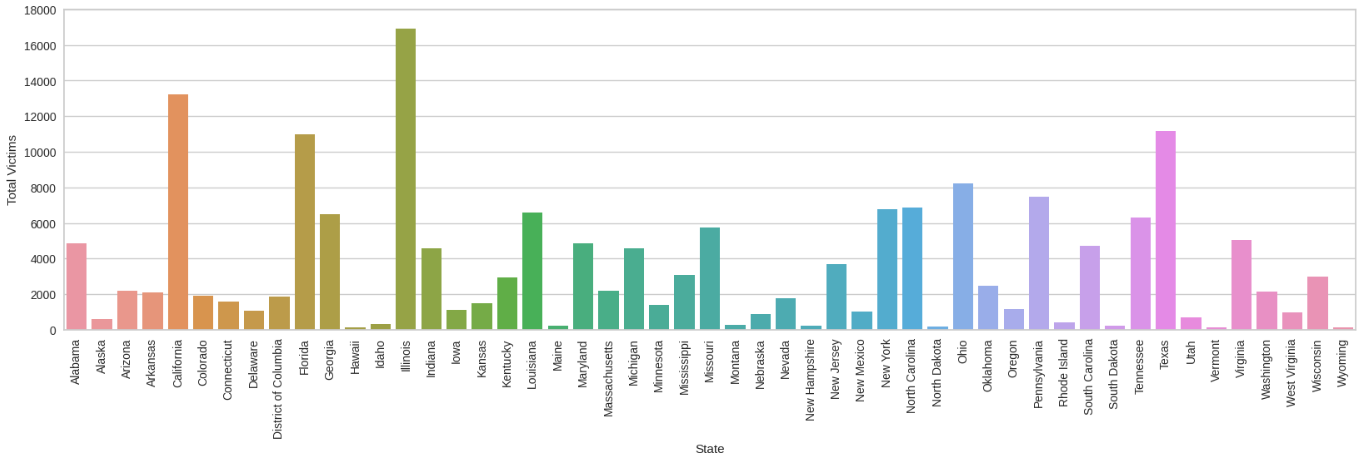 18000
16000
14000
12000
10000
8000
6000
4000
2000
0
Total Victims
Alabama
Alaska
Arizona
Arkansas
California
Colorado
Connecticut
Delaware
District of Columbia
Florida
Georgia
Hawaii
Idaho
Illinois
Indiana
Iowa
Kansas
Kentucky
Louisiana
Maine
Maryland
Massachusetts
Michigan
Minnesota
Mississippi
Missouri
Montana
Nebraska
Nevada
New Hampshire
New Jersey
New Mexico
New York
North Carolina
North Dakota
Ohio
Oklahoma
Oregon
Pennsylvania
Rhode Island
South Carolina
South Dakota
Tennessee
Texas
Utah
Vermont
Virginia
Washington
West Virginia
Wisconsin
Wyoming
State